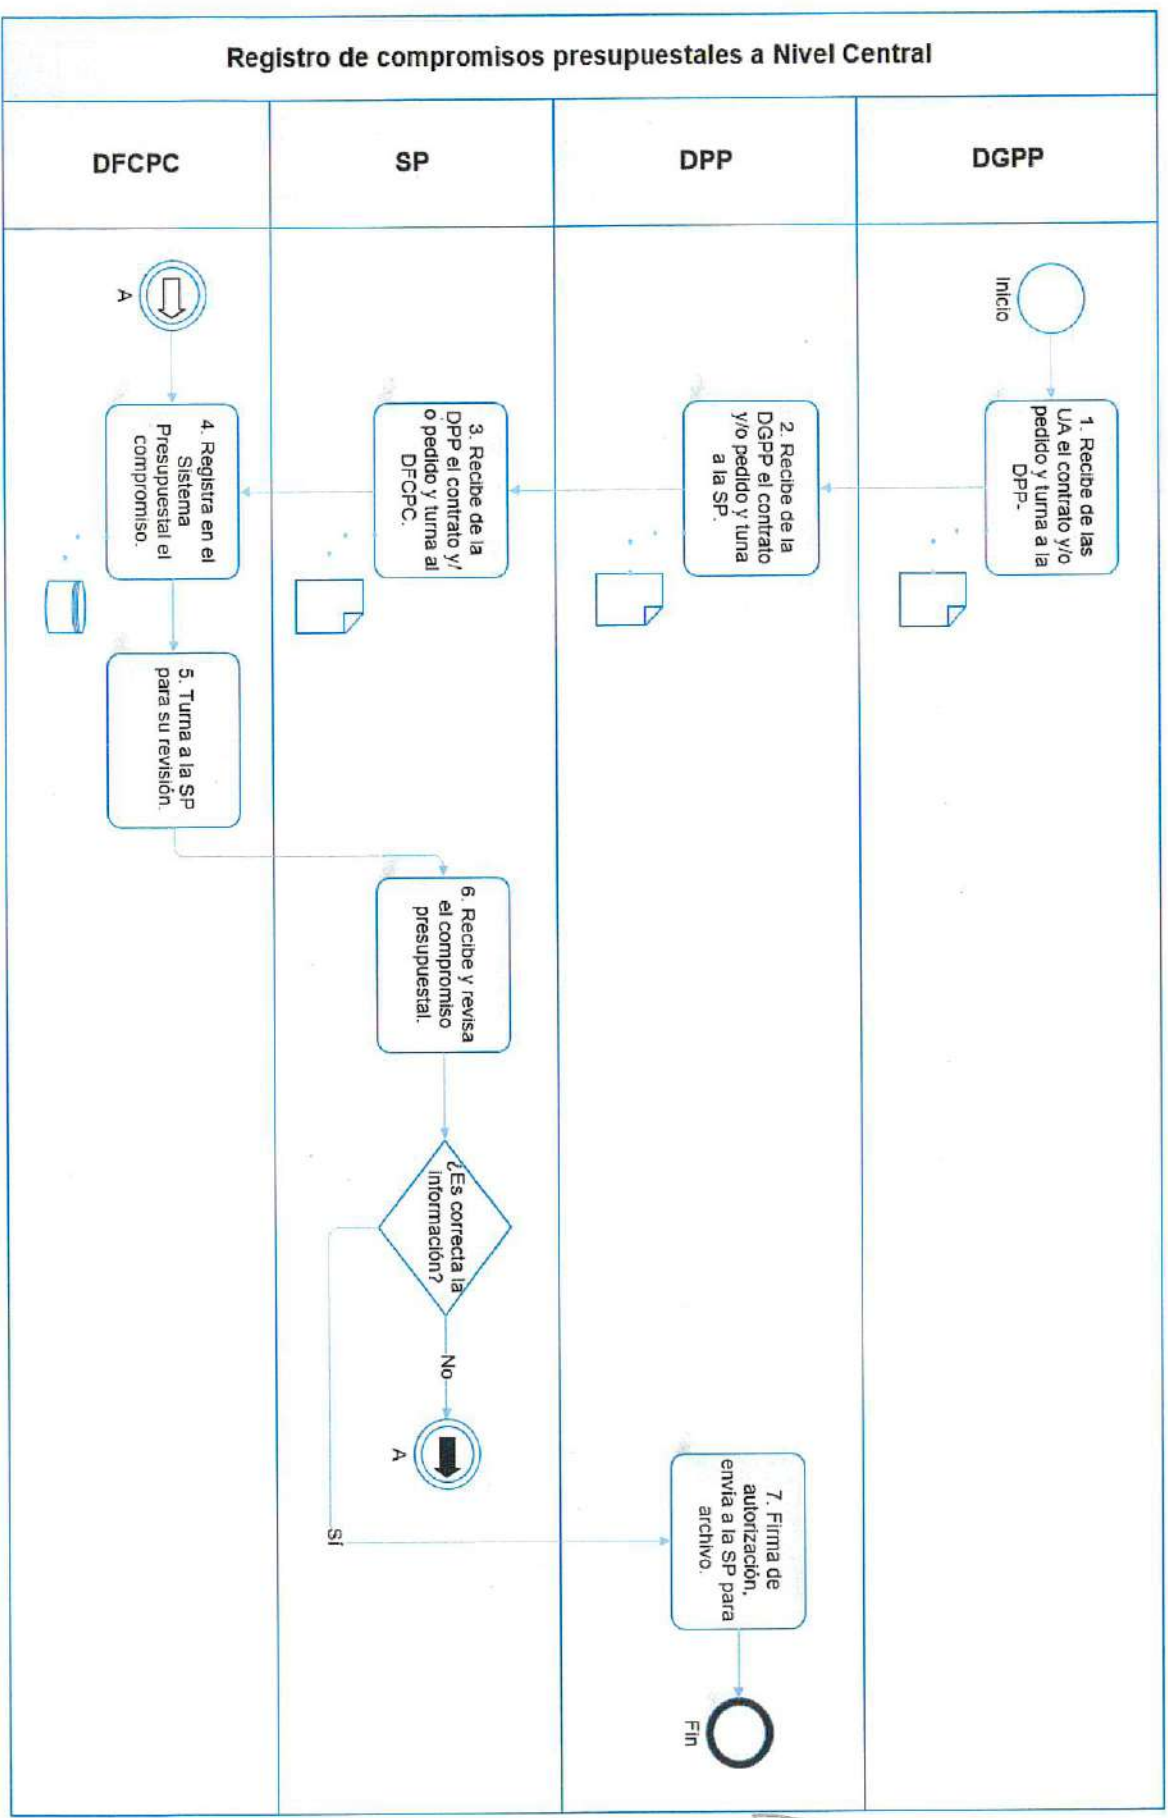 Registro de compromisos presupuestales a Nivel Central
DGPP
DPP
SP
DFCPC
Inicio
1. Recibe de las
UA el contrato y/o
pedido y turna a la
DPP-
2. Recibe de la
DGPP el contrato
y/o pedido y tuna
a la SP.
3. Recibe de la
DPP el contrato y/
o pedido y turna al
DFCPC.
A
4. Registra en el
Sistema
Presupuestal el
compromiso.
5. Turna a la SP
para su revisión.
6. Recibe y revisa
el compromiso
presupuestal.
¿Es correcta la
información?
No
A
Sí
7. Firma de
autorización,
envia a la SP para
archivo.
Fin